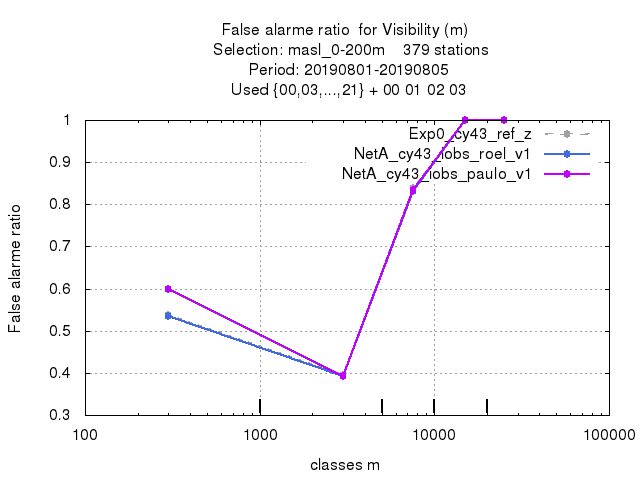 False alarme ratio  for Visibility (m)
Selection: masl_0-200m    379 stations
Period: 20190801-20190805
Used {00,03,...,21} + 00 01 02 03
Exp0_cy43_ref_z
NetA_cy43_iobs_roel_v1
NetA_cy43_iobs_paulo_v1
False alarme ratio
1
0.9
0.8
0.7
0.6
0.5
0.4
0.3
100 1000 10000 100000
classes m